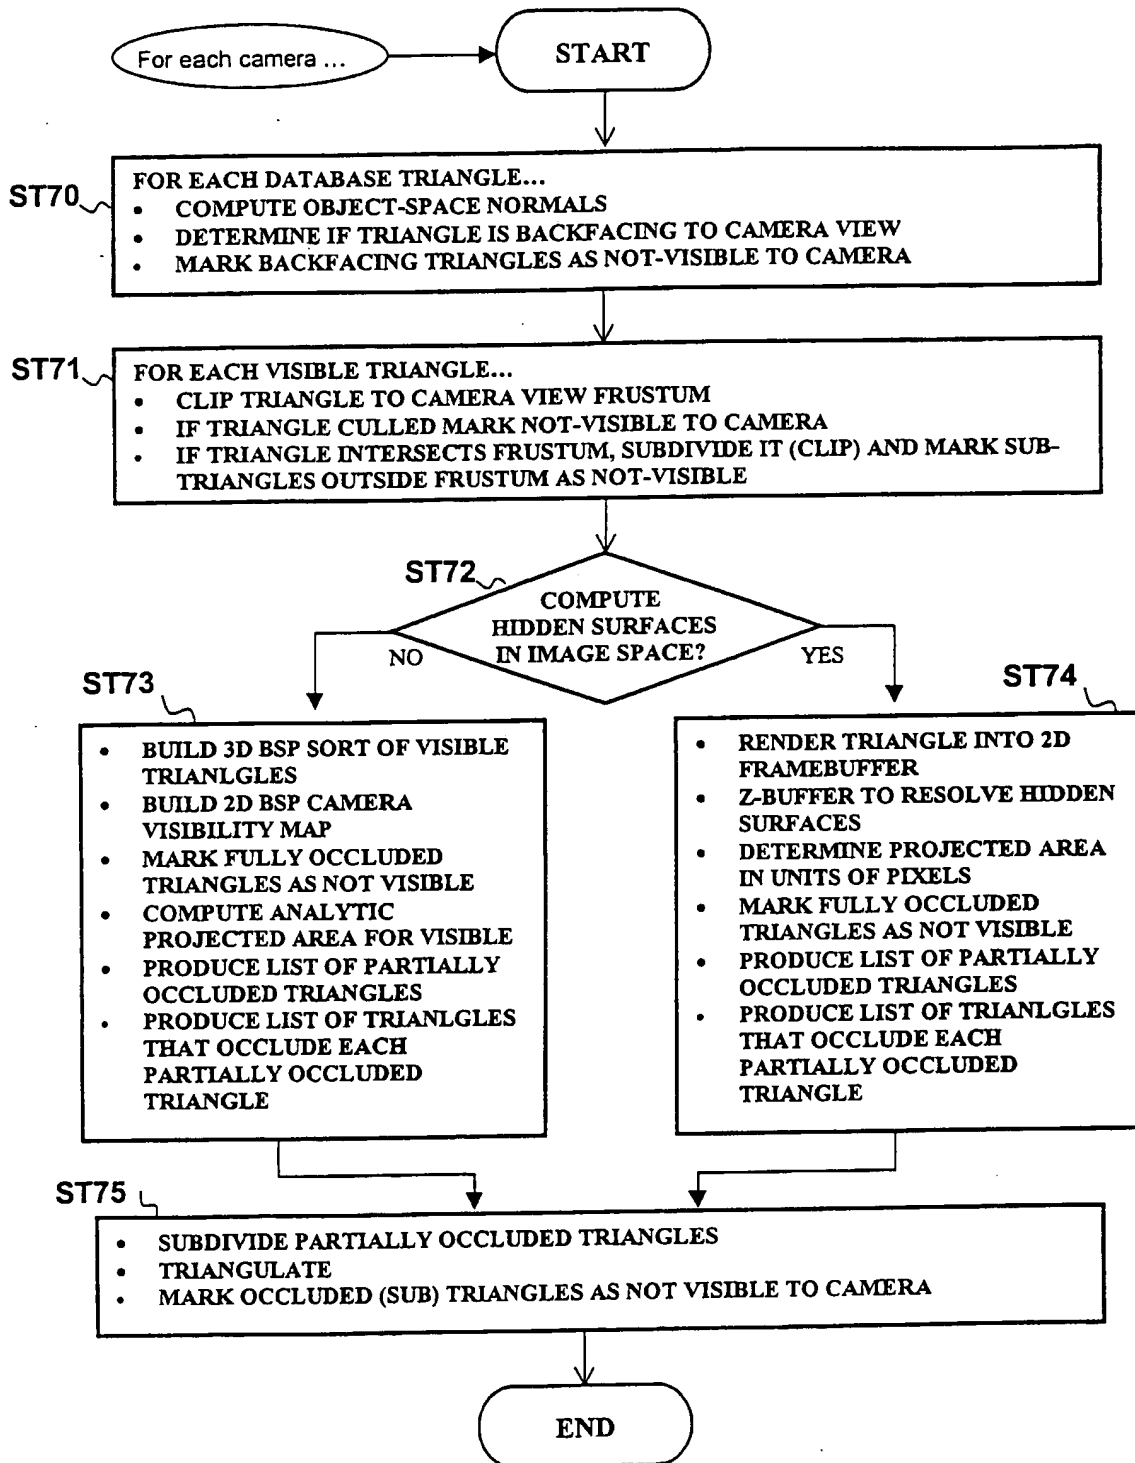 For each camera ...
START
ST70
FOR EACH DATABASE TRIANGLE...
• COMPUTE OBJECT-SPACE NORMALS
• DETERMINE IF TRIANGLE IS BACKFACING TO CAMERA VIEW
• MARK BACKFACING TRIANGLES AS NOT-VISIBLE TO CAMERA
ST71
FOR EACH VISIBLE TRIANGLE...
• CLIP TRIANGLE TO CAMERA VIEW FRUSTUM
• IF TRIANGLE CULLED MARK NOT-VISIBLE TO CAMERA
• IF TRIANGLE INTERSECTS FRUSTUM, SUBDIVIDE IT (CLIP) AND MARK SUB-
TRIANGLES OUTSIDE FRUSTUM AS NOT-VISIBLE
ST72
COMPUTE
HIDDEN SURFACES
IN IMAGE SPACE?
NO
YES
ST73
• BUILD 3D BSP SORT OF VISIBLE
TRIANLGLES
• BUILD 2D BSP CAMERA
VISIBILITY MAP
• MARK FULLY OCCLUDED
TRIANGLES AS NOT VISIBLE
• COMPUTE ANALYTIC
PROJECTED AREA FOR VISIBLE
• PRODUCE LIST OF PARTIALLY
OCCLUDED TRIANGLES
• PRODUCE LIST OF TRIANLGLES
THAT OCCLUDE EACH
PARTIALLY OCCLUDED
TRIANGLE
ST74
• RENDER TRIANGLE INTO 2D
FRAMEBUFFER
• Z-BUFFER TO RESOLVE HIDDEN
SURFACES
• DETERMINE PROJECTED AREA
IN UNITS OF PIXELS
• MARK FULLY OCCLUDED
TRIANGLES AS NOT VISIBLE
• PRODUCE LIST OF PARTIALLY
OCCLUDED TRIANGLES
• PRODUCE LIST OF TRIANLGLES
THAT OCCLUDE EACH
PARTIALLY OCCLUDED
TRIANGLE
ST75
• SUBDIVIDE PARTIALLY OCCLUDED TRIANGLES
• TRIANGULATE
• MARK OCCLUDED (SUB) TRIANGLES AS NOT VISIBLE TO CAMERA
END